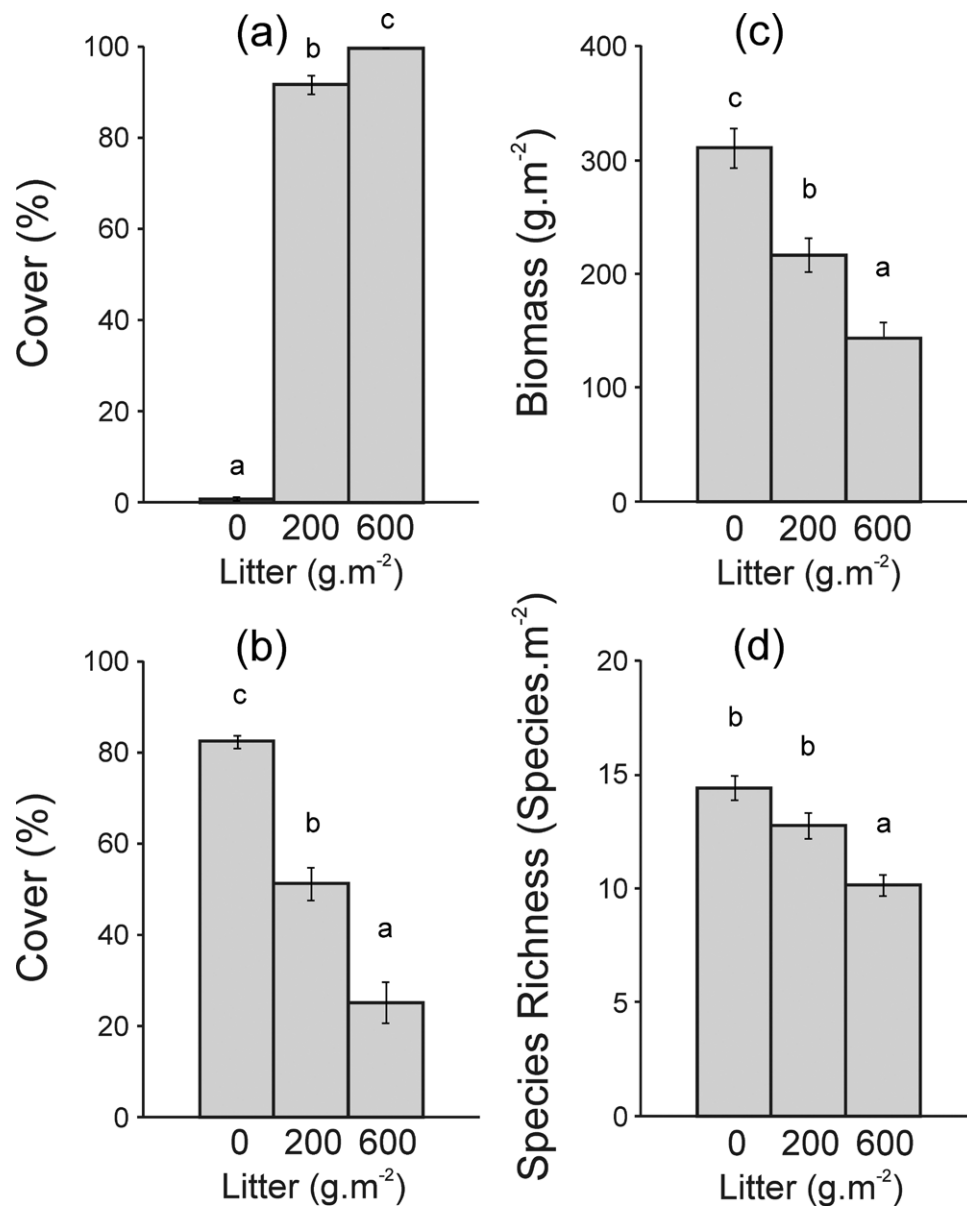 (a)
Cover (%)
100
80
60
40
20
0
a
b
c
0 200 600
Litter (g.m⁻²)
(c)
Biomass (g.m⁻²)
400
300
200
100
0
c
b
a
0 200 600
Litter (g.m⁻²)
(b)
Cover (%)
100
80
60
40
20
0
c
b
a
0 200 600
Litter (g.m⁻²)
(d)
Species Richness (Species.m⁻²)
20
15
10
5
0
b
b
a
0 200 600
Litter (g.m⁻²)